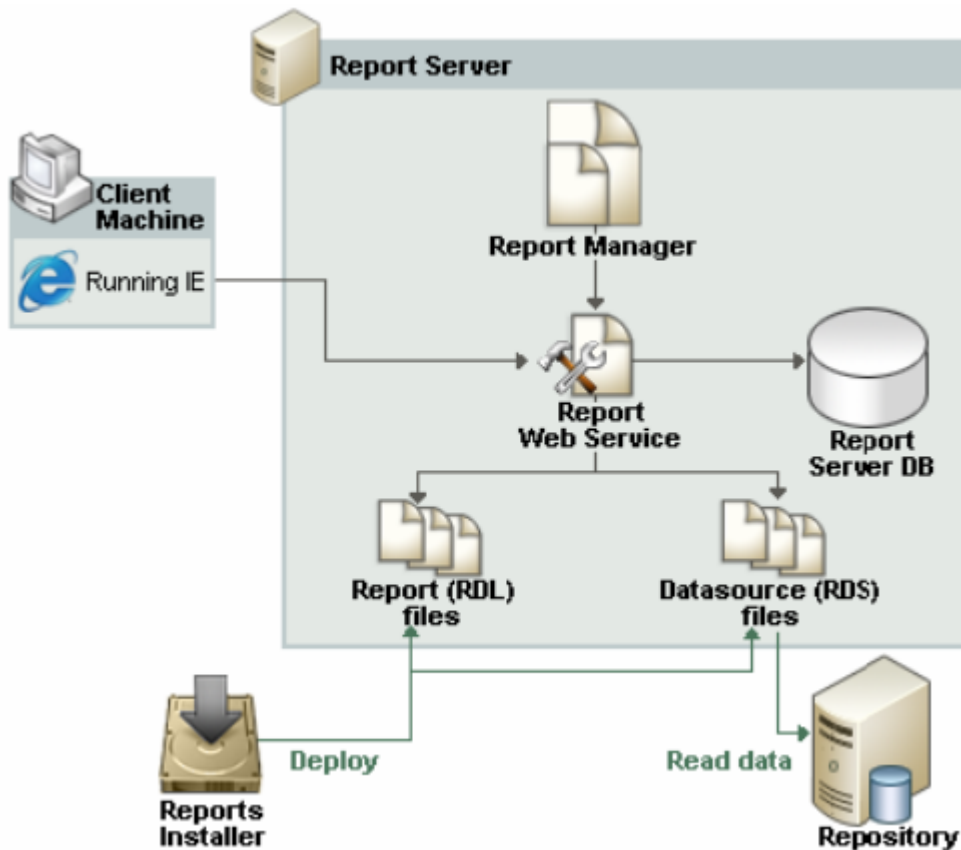 Report Server
Client
Machine
Running IE
Report Manager
Report
Web Service
Report
Server DB
Report (RDL)
files
Datasource (RDS)
files
Deploy
Read data
Reports
Installer
Repository